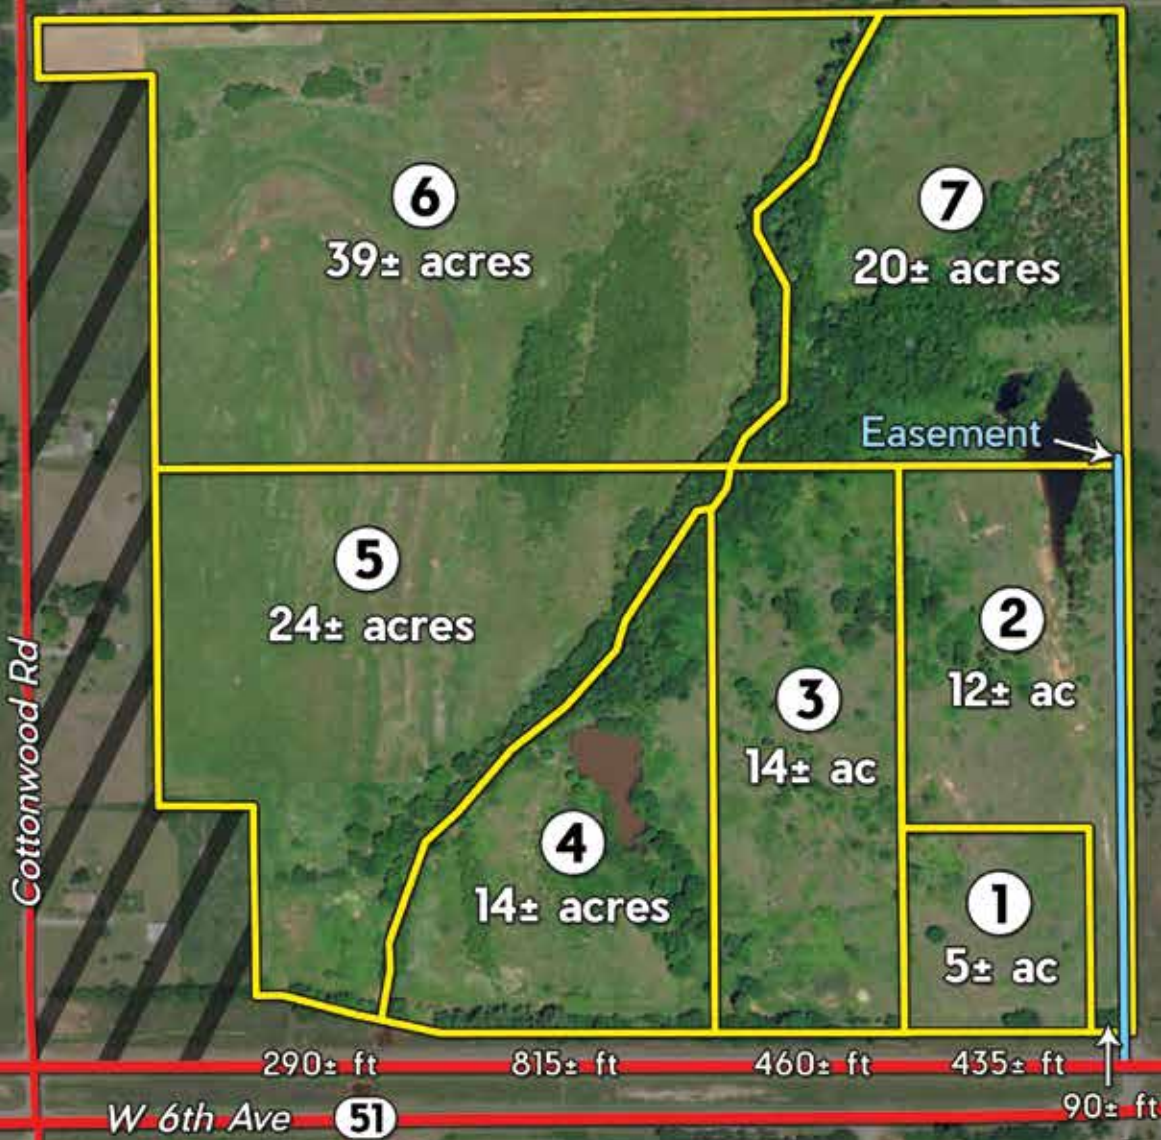 6
39± acres
7
20± acres
Easement
5
24± acres
2
12± ac
3
14± ac
4
14± acres
1
5± ac
Cottonwood Rd
290± ft
815± ft
460± ft
435± ft
90± ft
W 6th Ave
51